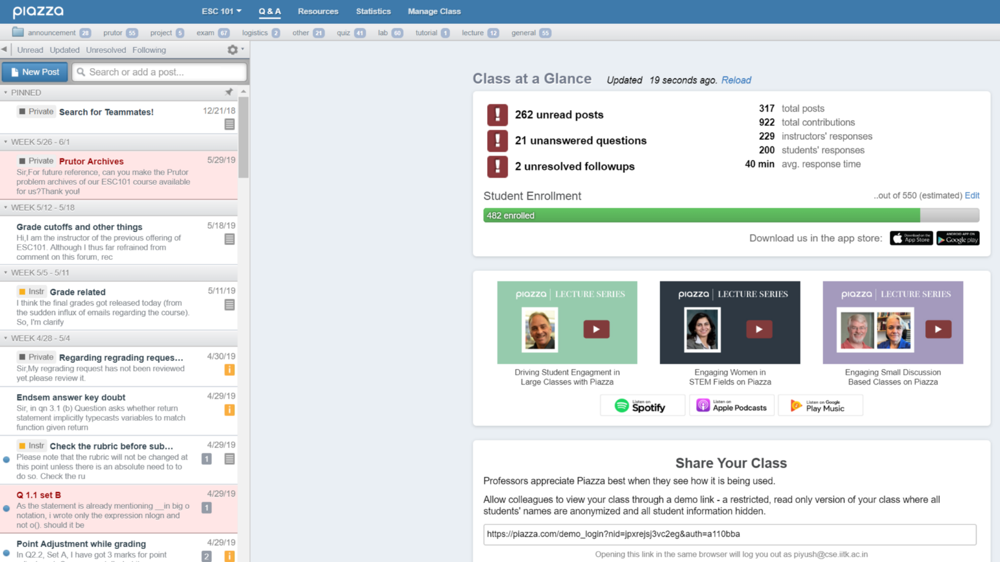 piazza
ESC 101
Q & A
Resources
Statistics
Manage Class
announcement 28
prutor 55
project 5
exam 67
logistics 2
other 21
quiz 41
lab 60
tutorial 1
lecture 12
general 55
Unread
Updated
Unresolved
Following
New Post
Search or add a post...
PINNED
Private Search for Teammates! 12/21/18
WEEK 5/26 - 6/1
Private Prutor Archives 5/29/19
Sir,For future reference, can you make the Prutor
problem archives of our ESC101 course available
for us?Thank you!
WEEK 5/12 - 5/18
Grade cutoffs and other things 5/18/19
Hi,I am the instructor of the previous offering of
ESC101. Although I thus far refrained from
comment on this forum, rec
WEEK 5/5 - 5/11
Instr Grade related 5/11/19
I think the final grades got released today (from
the sudden influx of emails regarding the course).
So, I'm clarify
WEEK 4/28 - 5/4
Private Regarding regrading reques... 4/30/19
Sir,My regrading request has not been reviewed
yet.please review it.
i
Endsem answer key doubt 4/29/19
Sir, in qn 3.1 (b) Question asks whether return
statement implicitly typecasts variables to match
function given return
i
Instr Check the rubric before sub... 4/29/19
Please note that the rubric will not be changed at
this point unless there is an absolute need to to
do so. Check the ru
1
Q 1.1 set B 4/29/19
As the statement is already mentioning __in big o
notation, i wrote only the expression nlogn and
not o(). should it be
1
Point Adjustment while grading 4/29/19
In Q2.2, Set A, I have got 3 marks for point
2 i
Class at a Glance Updated 19 seconds ago. Reload
! 262 unread posts
! 21 unanswered questions
! 2 unresolved followups
317 total posts
922 total contributions
229 instructors' responses
200 students' responses
40 min avg. response time
Student Enrollment ..out of 550 (estimated) Edit
482 enrolled
Download us in the app store:
Download on the
App Store
ANDROID APP ON
Google play
piazza | LECTURE SERIES
Driving Student Engagment in
Large Classes with Piazza
piazza | LECTURE SERIES
Engaging Women in
STEM Fields on Piazza
piazza | LECTURE SERIES
Engaging Small Discussion
Based Classes on Piazza
Listen on
Spotify
Listen on
Apple Podcasts
Listen on Google
Play Music
Share Your Class
Professors appreciate Piazza best when they see how it is being used.
Allow colleagues to view your class through a demo link - a restricted, read only version of your class where all
students' names are anonymized and all student information hidden.
https://piazza.com/demo_login?nid=jpxrejsj3vc2eg&auth=a110bba
Opening this link in the same browser will log you out as piyush@cse.iitk.ac.in